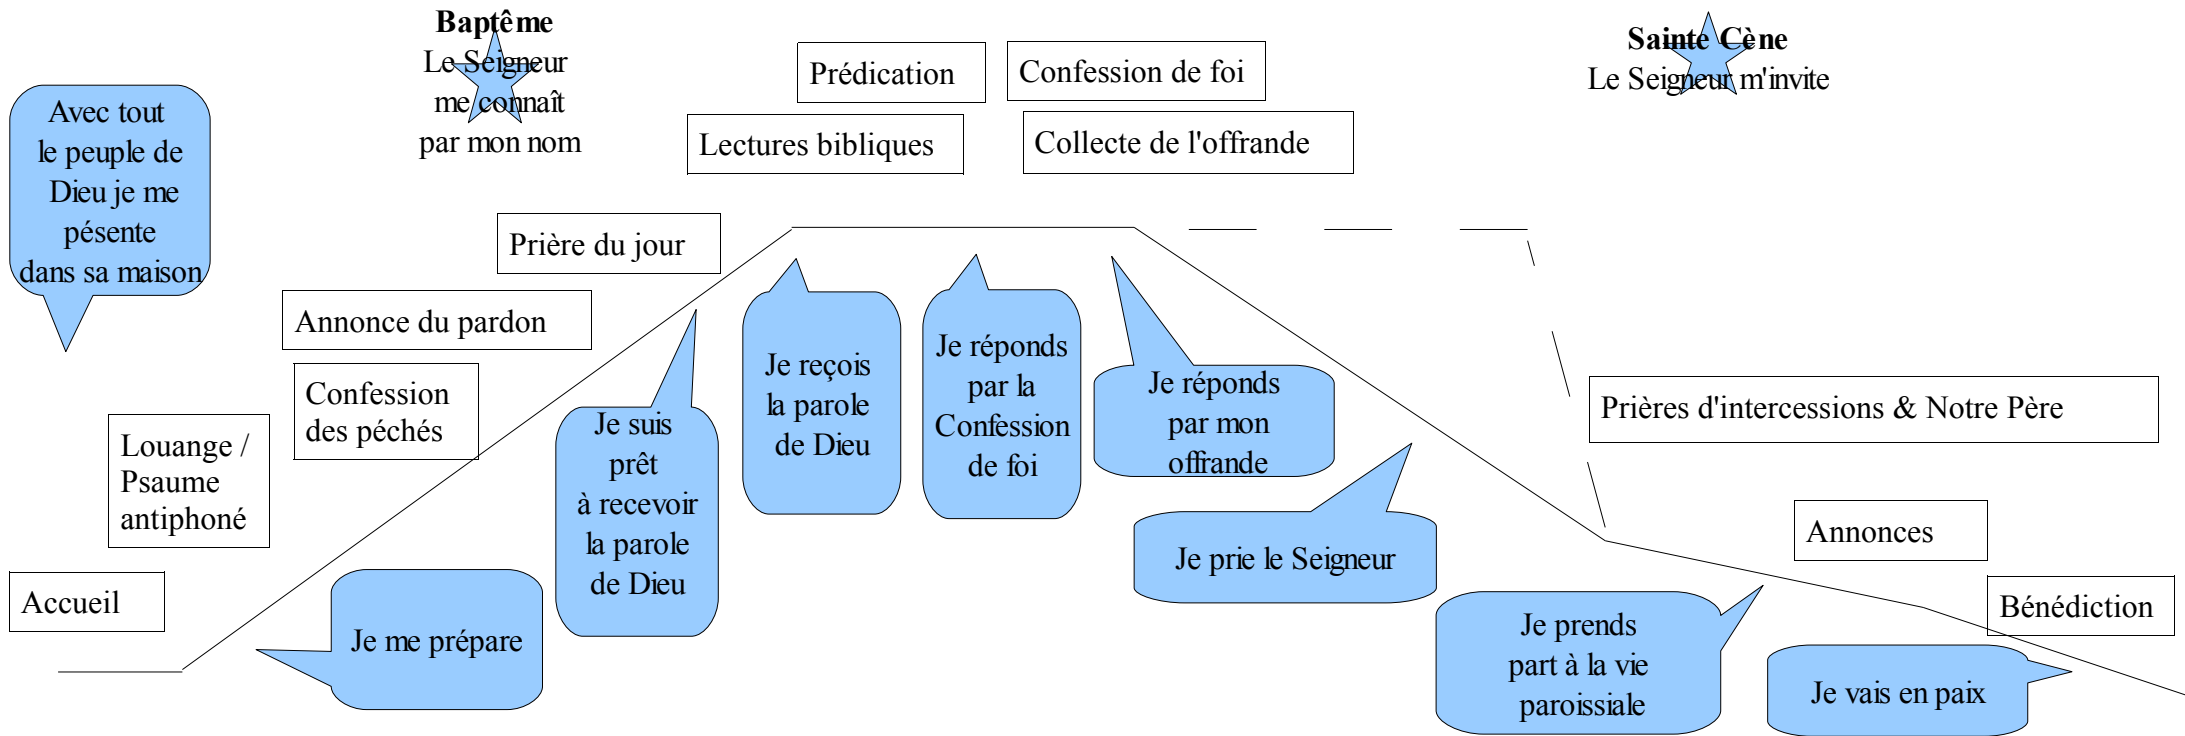 Baptême
Le Seigneur
me connaît
par mon nom
Sainte Cène
Le Seigneur m'invite
Avec tout
le peuple de
Dieu je me
pésente
dans sa maison
Prédication
Confession de foi
Lectures bibliques
Collecte de l'offrande
Prière du jour
Annonce du pardon
Confession
des péchés
Louange /
Psaume
antiphoné
Accueil
Je me prépare
Je suis
prêt
à recevoir
la parole
de Dieu
Je reçois
la parole
de Dieu
Je réponds
par la
Confession
de foi
Je réponds
par mon
offrande
Je prie le Seigneur
Prières d'intercessions & Notre Père
Annonces
Bénédiction
Je prends
part à la vie
paroissiale
Je vais en paix